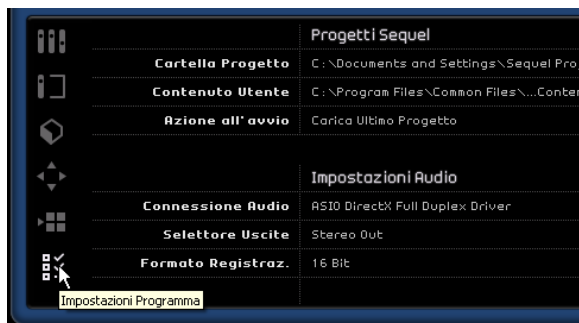 Progetti Sequel
Cartella Progetto C:\Documents and Settings\Sequel Pro
Contenuto Utente C:\Program Files\Common Files\...Conten
Azione all'avvio Carica Ultimo Progetto
Impostazioni Audio
Connessione Audio ASIO DirectX Full Duplex Driver
Selettore Uscite Stereo Out
Formato Registraz. 16 Bit
Impostazioni Programma